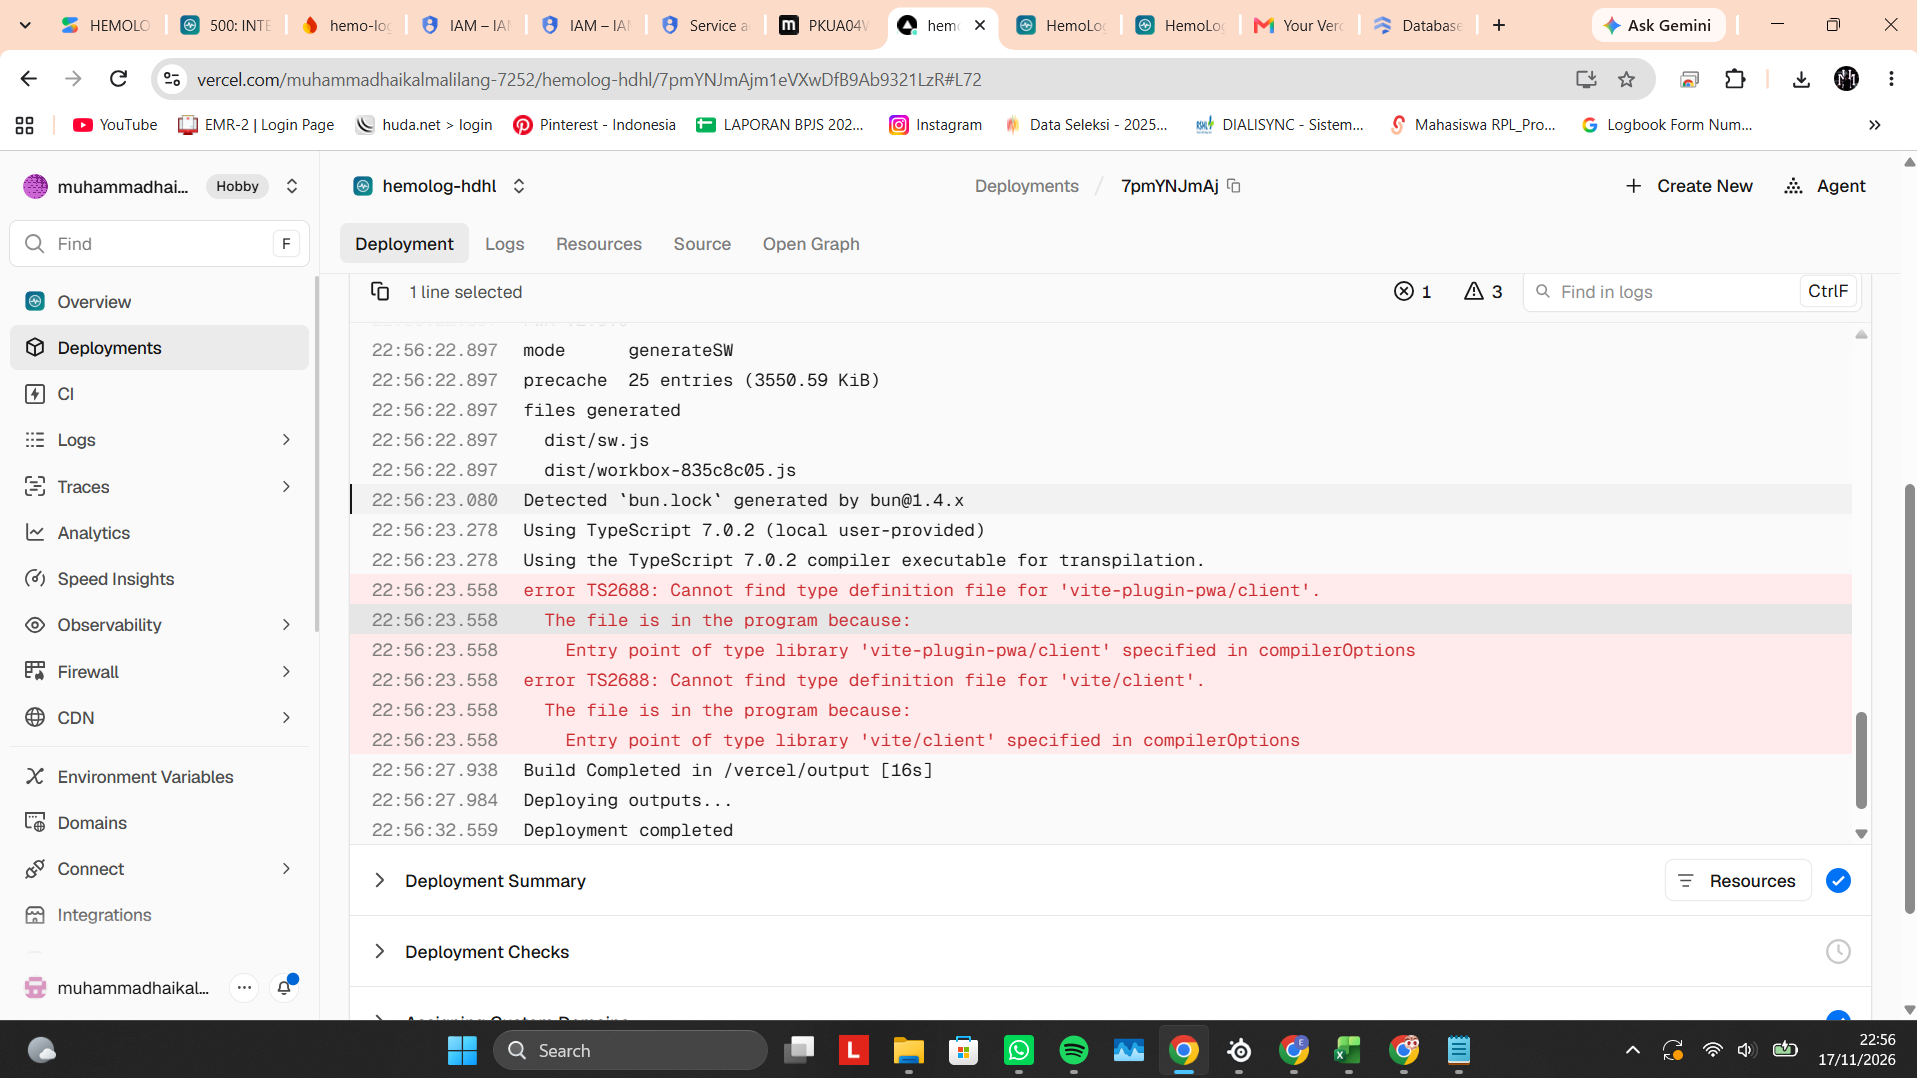 HEMOLO
500: INTE
hemo-log
IAM – IAM
IAM – IAM
Service a
PKUA04V
hemo
HemoLog
HemoLog
Your Verc
Database
Ask Gemini
vercel.com/muhammadhaikalmalilang-7252/hemolog-hdhl/7pmYNJmAjm1eVXwDfB9Ab9321LzR#L72
YouTube
EMR-2 | Login Page
huda.net > login
Pinterest - Indonesia
LAPORAN BPJS 202...
Instagram
Data Seleksi - 2025...
DIALISYNC - Sistem...
Mahasiswa RPL_Pro...
Logbook Form Num...
muhammadhai...
Hobby
hemolog-hdhl
Deployments / 7pmYNJmAj
Create New
Agent
Find
F
Deployment
Logs
Resources
Source
Open Graph
Overview
Deployments
CI
Logs
Traces
Analytics
Speed Insights
Observability
Firewall
CDN
Environment Variables
Domains
Connect
Integrations
muhammadhaikal...
1 line selected
1
3
Find in logs
CtrlF
22:56:22.897 mode generateSW
22:56:22.897 precache 25 entries (3550.59 KiB)
22:56:22.897 files generated
22:56:22.897 dist/sw.js
22:56:22.897 dist/workbox-835c8c05.js
22:56:23.080 Detected `bun.lock` generated by bun@1.4.x
22:56:23.278 Using TypeScript 7.0.2 (local user-provided)
22:56:23.278 Using the TypeScript 7.0.2 compiler executable for transpilation.
22:56:23.558 error TS2688: Cannot find type definition file for 'vite-plugin-pwa/client'.
22:56:23.558 The file is in the program because:
22:56:23.558 Entry point of type library 'vite-plugin-pwa/client' specified in compilerOptions
22:56:23.558 error TS2688: Cannot find type definition file for 'vite/client'.
22:56:23.558 The file is in the program because:
22:56:23.558 Entry point of type library 'vite/client' specified in compilerOptions
22:56:27.938 Build Completed in /vercel/output [16s]
22:56:27.984 Deploying outputs...
22:56:32.559 Deployment completed
Deployment Summary
Resources
Deployment Checks
Assigning Custom Domains
Search
22:56
17/11/2026